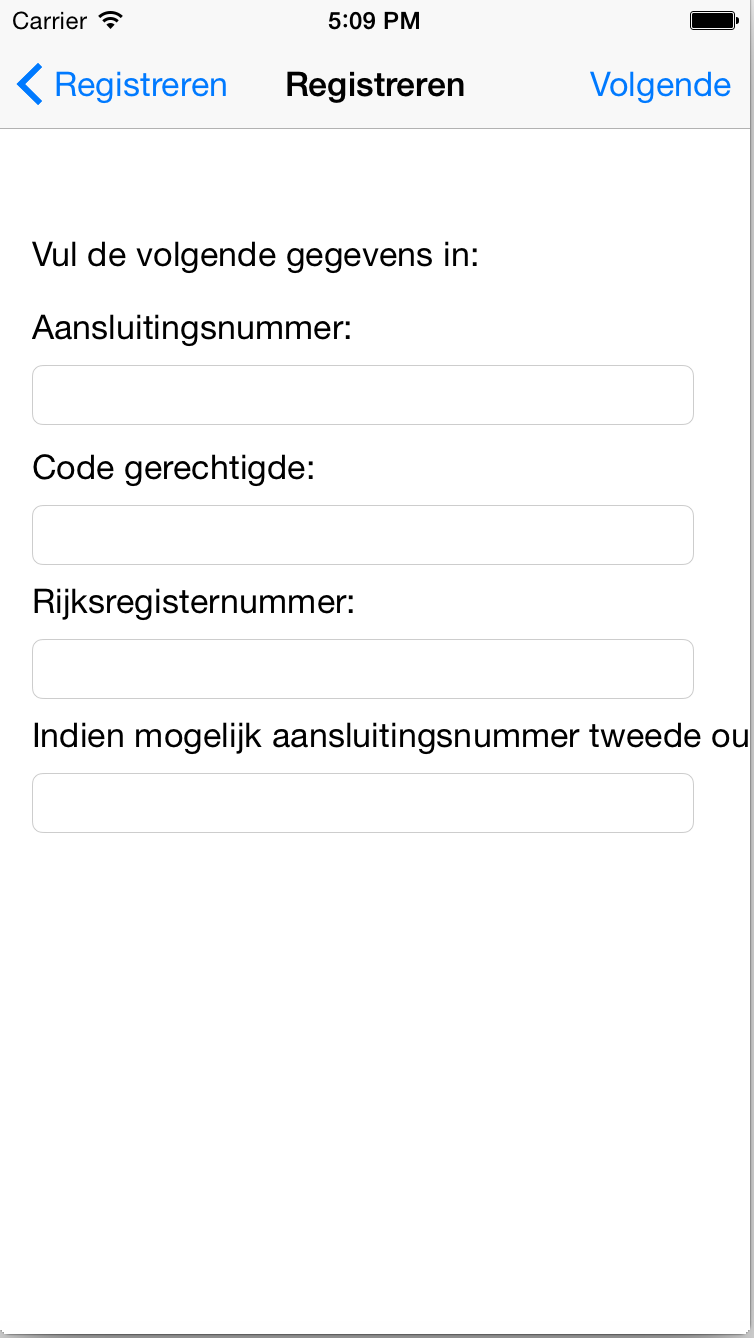 Carrier 5:09 PM
Registreren Registreren Volgende
Vul de volgende gegevens in:
Aansluitingsnummer:
Code gerechtigde:
Rijksregisternummer:
Indien mogelijk aansluitingsnummer tweede ou